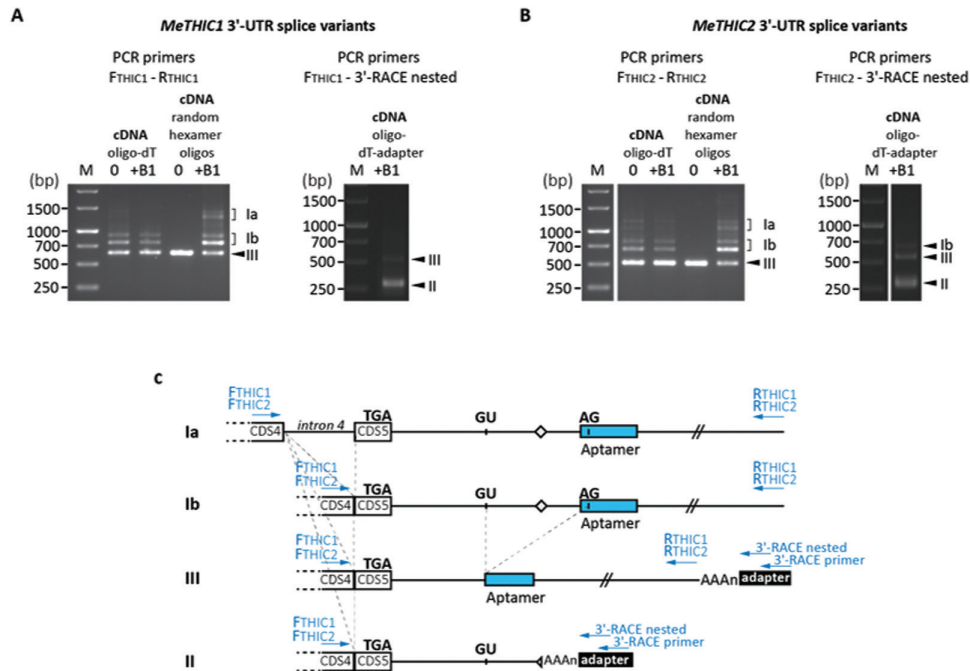 A
MeTHIC1 3'-UTR splice variants
PCR primers
FTHIC1 - RTHIC1
PCR primers
FTHIC1 - 3'-RACE nested
cDNA
oligo-dT
cDNA
random
hexamer
oligos
cDNA
oligo-
dT-adapter
M 0 +B1 0 +B1
M +B1
(bp)
1500
1000
700
500
250
Ia
Ib
III
(bp)
1500
1000
700
500
250
III
II
B
MeTHIC2 3'-UTR splice variants
PCR primers
FTHIC2 - RTHIC2
PCR primers
FTHIC2 - 3'-RACE nested
cDNA
oligo-dT
cDNA
random
hexamer
oligos
cDNA
oligo-
dT-adapter
M 0 +B1 0 +B1
M +B1
(bp)
1500
1000
700
500
250
Ia
Ib
III
(bp)
1500
1000
700
500
250
Ib
III
II
C
FTHIC1
FTHIC2
RTHIC1
RTHIC2
Ia
CDS4
intron 4
TGA
CDS5
GU
AG
Aptamer
FTHIC1
FTHIC2
RTHIC1
RTHIC2
Ib
CDS4
TGA
CDS5
GU
AG
Aptamer
FTHIC1
FTHIC2
RTHIC1
RTHIC2
3'-RACE nested
3'-RACE primer
III
CDS4
TGA
CDS5
Aptamer
AAAn
adapter
FTHIC1
FTHIC2
3'-RACE nested
3'-RACE primer
II
CDS4
TGA
CDS5
GU
AAAn
adapter